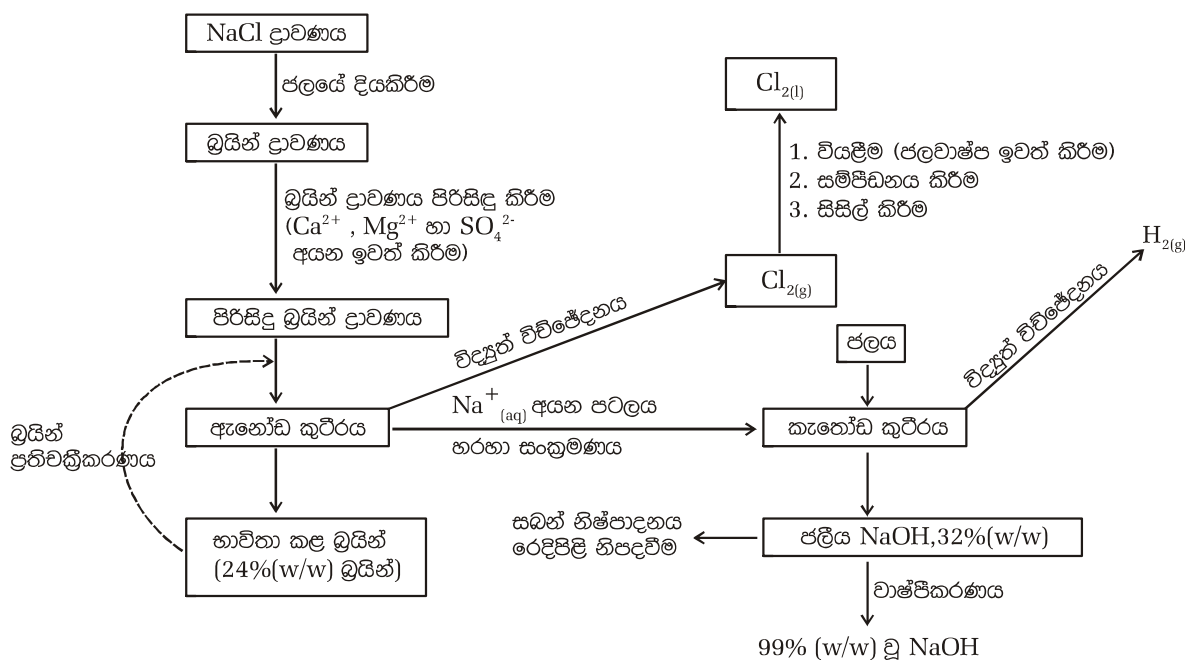 NaCl ද්‍රාවණය
ජලයේ දියකිරීම
බ්‍රයින් ද්‍රාවණය
බ්‍රයින් ද්‍රාවණය පිරිසිඳු කිරීම
(Ca²⁺ , Mg²⁺ හා SO₄²⁻
අයන ඉවත් කිරීම)
පිරිසිදු බ්‍රයින් ද්‍රාවණය
ඇනෝඩ කුටීරය
බ්‍රයින්
ප්‍රතිචක්‍රීකරණය
භාවිතා කළ බ්‍රයින්
(24%(w/w) බ්‍රයින්)
විද්‍යුත් විච්ඡේදනය
Cl₂₍g₎
1. වියළීම (ජලවාෂ්ප ඉවත් කිරීම)
2. සම්පීඩනය කිරීම
3. සිසිල් කිරීම
Cl₂₍l₎
Na⁺₍aq₎ අයන පටලය
හරහා සංක්‍රමණය
ජලය
කැතෝඩ කුටීරය
විද්‍යුත් විච්ඡේදනය
H₂₍g₎
ජලීය NaOH,32%(w/w)
සබන් නිෂ්පාදනය
රෙදිපිළි නිපදවීම
වාෂ්පීකරණය
99% (w/w) වූ NaOH